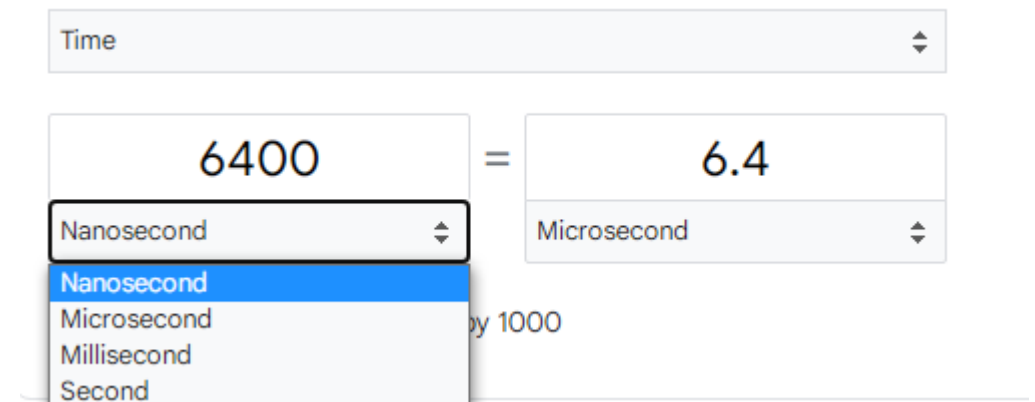 Time
6400 = 6.4
Nanosecond Microsecond
Nanosecond
Microsecond
by 1000
Millisecond
Second